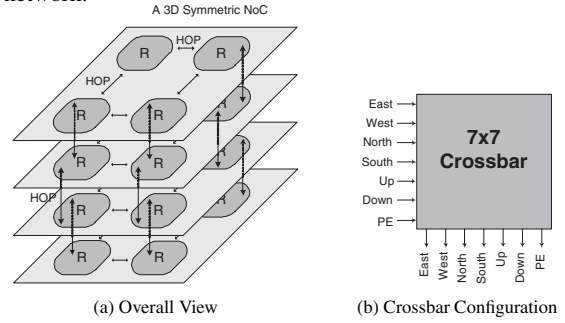 network.
A 3D Symmetric NoC
R
HOP
R
HOP
R
R
R
R
R
R
HOP
R
R
R
R
R
East
West
North
South
Up
Down
PE
7x7
Crossbar
East
West
North
South
Up
Down
PE
(a) Overall View
(b) Crossbar Configuration